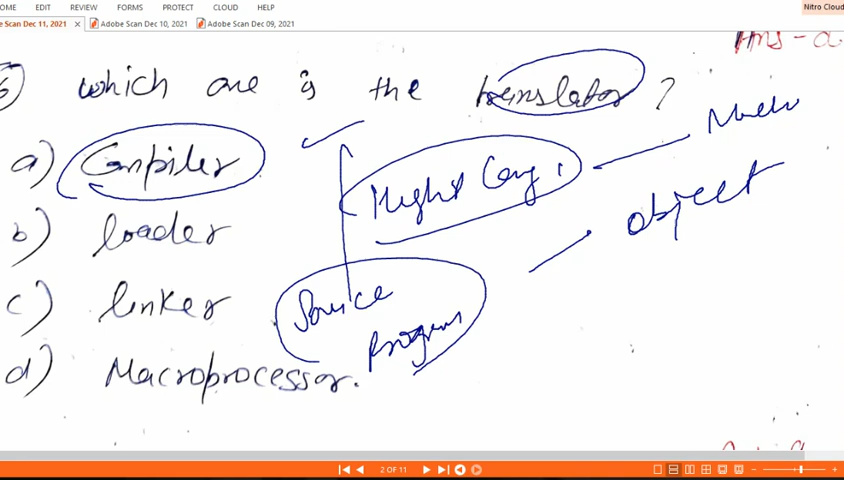 OME VIEW REVIEW FORMS PROTECT CLOUD HELP Nitro Cloud
e Scan Dec 11, 2021 × Adobe Scan Dec 10, 2021 Adobe Scan Dec 09, 2021
Ans - a
which one is the translator ?
a) Compiler
High Lang
b) loader
object
c) linker
Source
Program
d) Macroprocessor.
2 OF 11